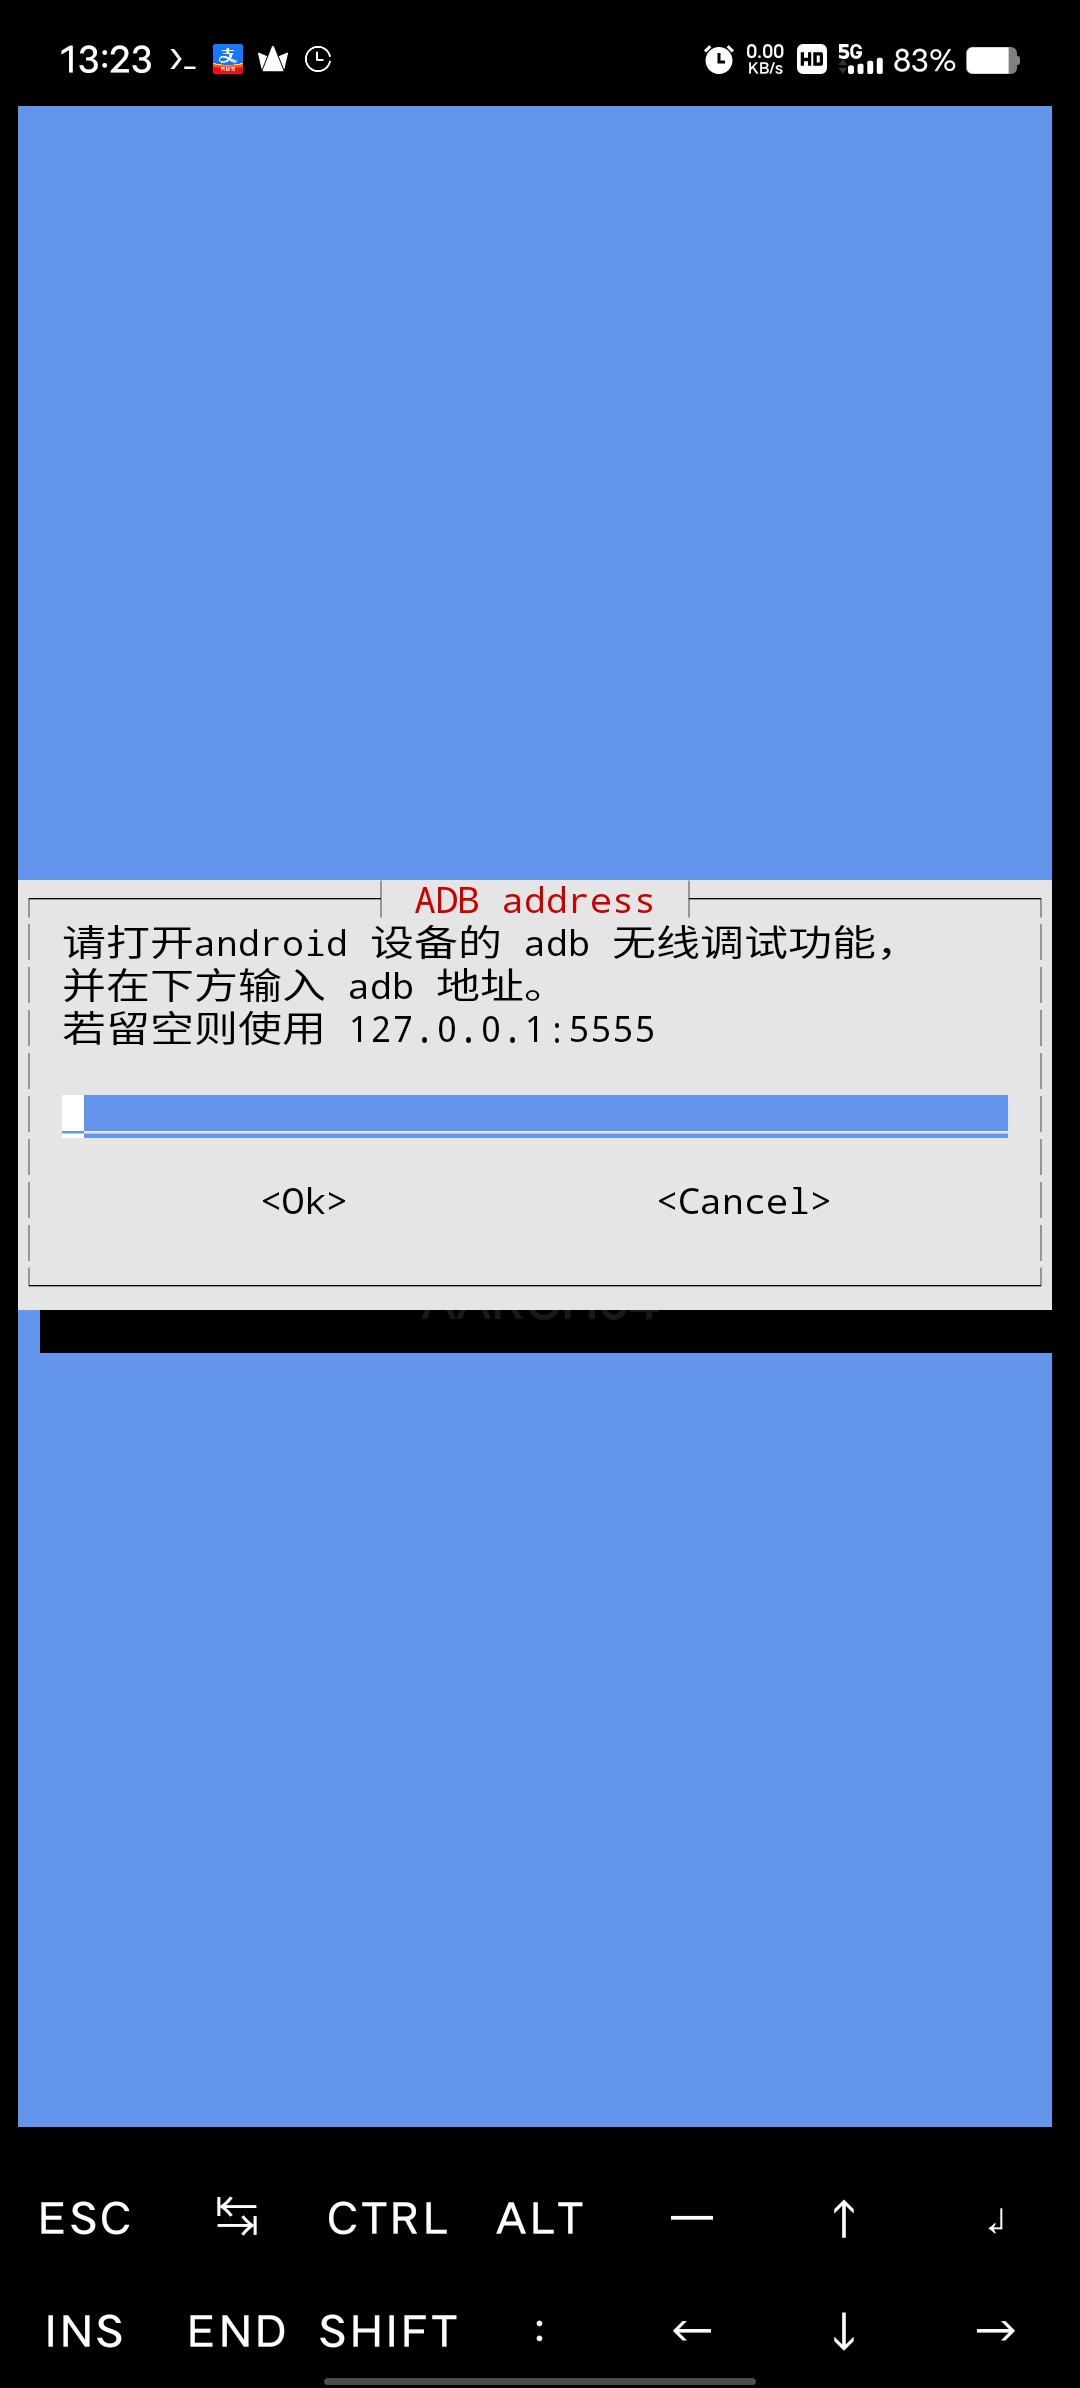 13:23
支
0.00
KB/s
HD
5G
83%
ADB address
请打开android 设备的 adb 无线调试功能，
并在下方输入 adb 地址。
若留空则使用 127.0.0.1:5555
<Ok> <Cancel>
ESC ↹ CTRL ALT — ↑ ↲
INS END SHIFT : ← ↓ →